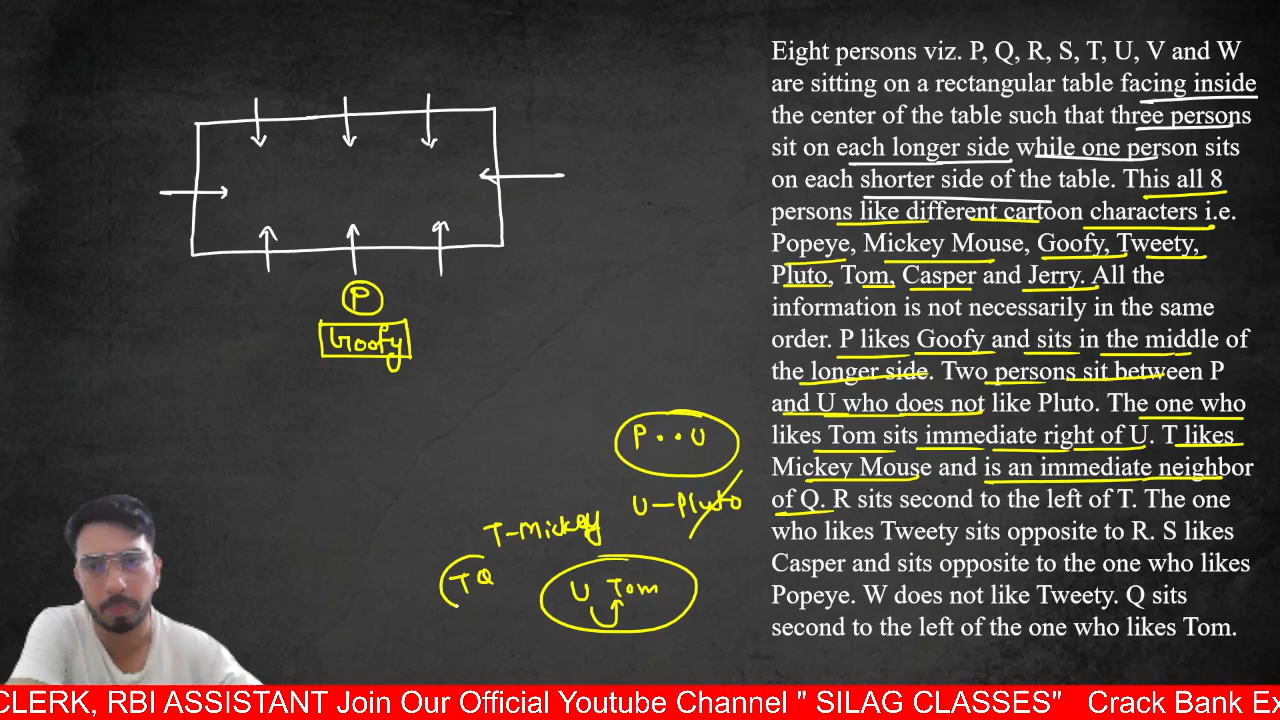 Eight persons viz. P, Q, R, S, T, U, V and W
are sitting on a rectangular table facing inside
the center of the table such that three persons
sit on each longer side while one person sits
on each shorter side of the table. This all 8
persons like different cartoon characters i.e.
Popeye, Mickey Mouse, Goofy, Tweety,
Pluto, Tom, Casper and Jerry. All the
information is not necessarily in the same
order. P likes Goofy and sits in the middle of
the longer side. Two persons sit between P
and U who does not like Pluto. The one who
likes Tom sits immediate right of U. T likes
Mickey Mouse and is an immediate neighbor
of Q. R sits second to the left of T. The one
who likes Tweety sits opposite to R. S likes
Casper and sits opposite to the one who likes
Popeye. W does not like Tweety. Q sits
second to the left of the one who likes Tom.
P
Goofy
P • • U
U – Pluto
T-Mickey
T Q
U Tom
CLERK, RBI ASSISTANT Join Our Official Youtube Channel " SILAG CLASSES" Crack Bank Ex